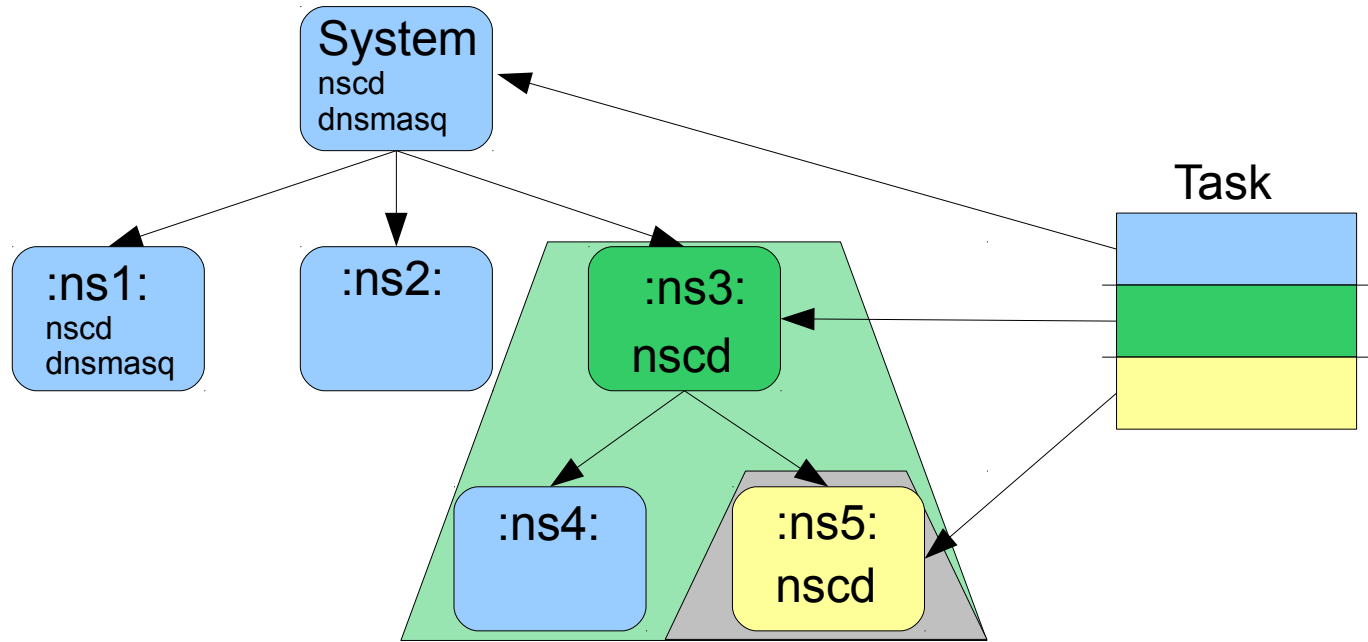 System
nscd
dnsmasq
Task
:ns1:
nscd
dnsmasq
:ns2:
:ns3:
nscd
:ns4:
:ns5:
nscd